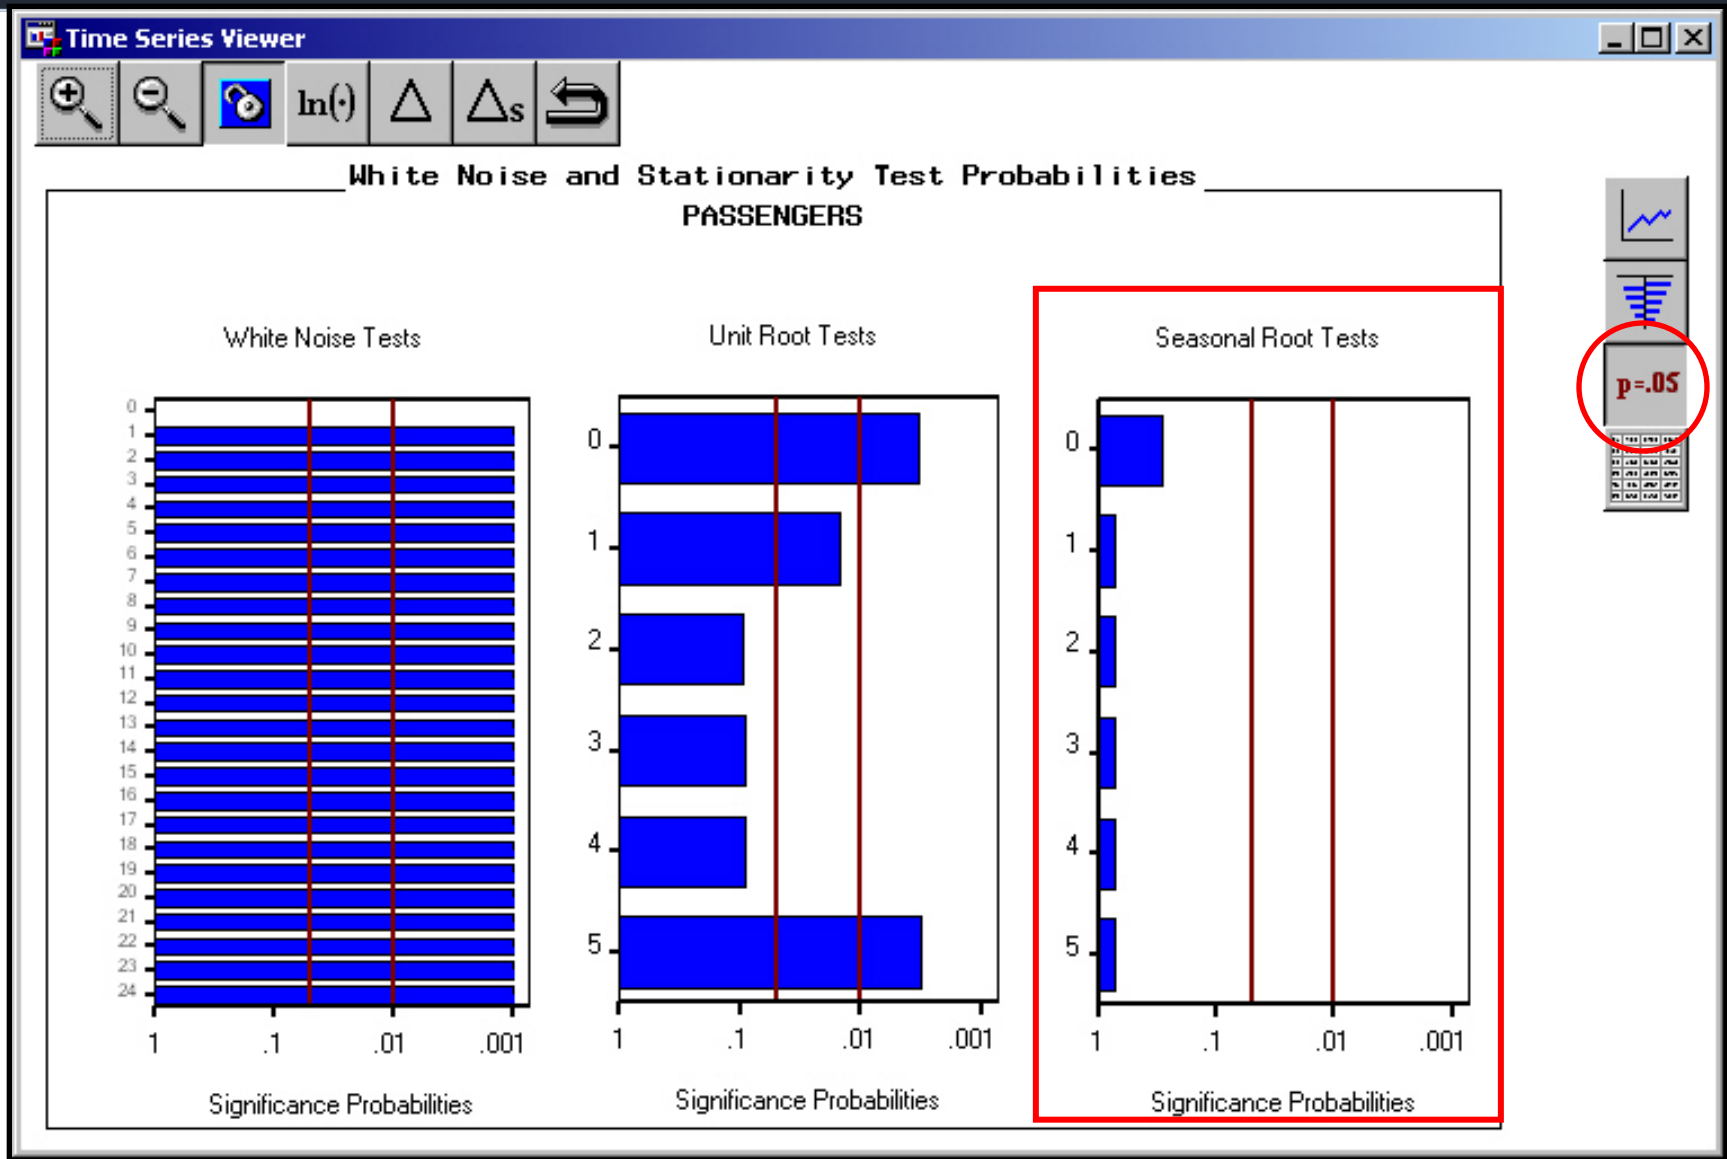 Time Series Viewer
ln(·) Δ Δs
White Noise and Stationarity Test Probabilities
PASSENGERS
White Noise Tests
0
1
2
3
4
5
6
7
8
9
10
11
12
13
14
15
16
17
18
19
20
21
22
23
24
1 .1 .01 .001
Significance Probabilities
Unit Root Tests
0
1
2
3
4
5
1 .1 .01 .001
Significance Probabilities
Seasonal Root Tests
0
1
2
3
4
5
1 .1 .01 .001
Significance Probabilities
p=.05